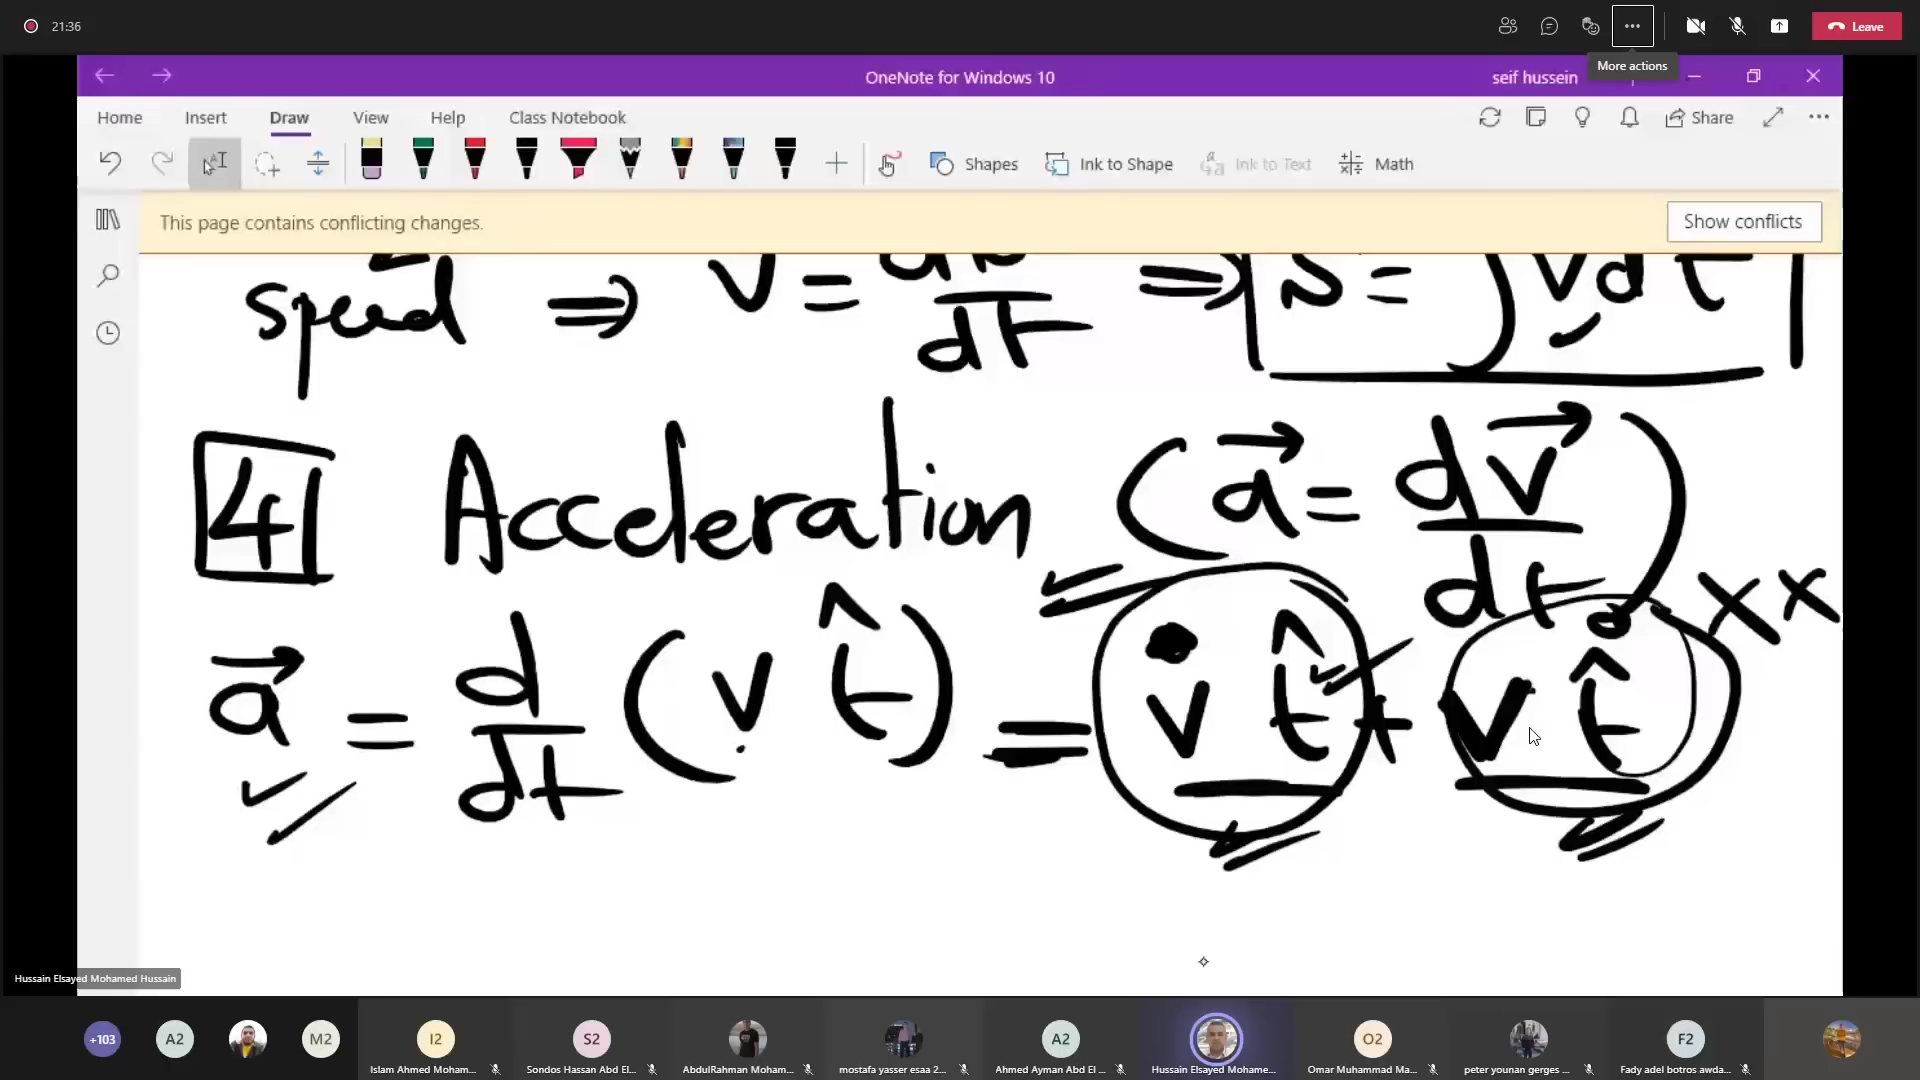 21:36
More actions
Leave
OneNote for Windows 10
seif hussein
Home Insert Draw View Help Class Notebook
Share
Shapes Ink to Shape Ink to Text Math
This page contains conflicting changes.
Show conflicts
speed ⇒ v = ds/dt ⇒ s = ∫ v dt
4 Acceleration (a⃗ = dv⃗/dt)
a⃗ = d/dt (v t̂) = v̇ t̂ + v t̂̇ xx
Hussain Elsayed Mohamed Hussain
+103 A2 M2 I2 S2 A2 O2 F2
Islam Ahmed Moham... Sondos Hassan Abd El... AbdulRahman Moham... mostafa yasser esaa 2... Ahmed Ayman Abd El ... Hussain Elsayed Mohame... Omar Muhammad Ma... peter younan gerges ... Fady adel botros awda...